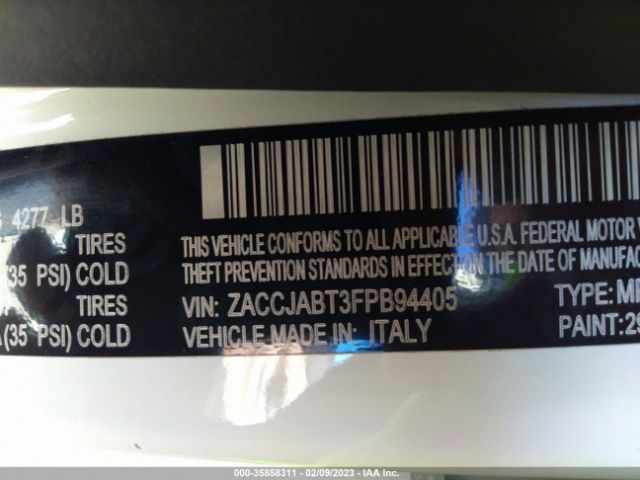 4277 LB
TIRES
(35 PSI) COLD
TIRES
(35 PSI) COLD
THIS VEHICLE CONFORMS TO ALL APPLICABLE U.S.A. FEDERAL MOTOR
THEFT PREVENTION STANDARDS IN EFFECT ON THE DATE OF MANUFAC
VIN: ZACCJABT3FPB94405
TYPE: MP
VEHICLE MADE IN: ITALY
PAINT: 29
000-35858311 - 02/09/2023 - IAA Inc.